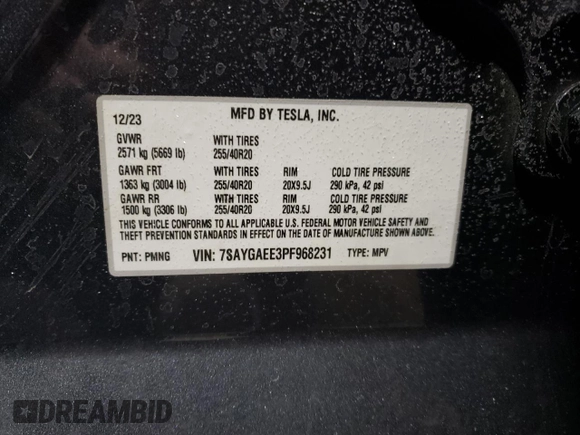 12/23 MFD BY TESLA, INC.
GVWR WITH TIRES
2571 kg (5669 lb) 255/40R20
GAWR FRT WITH TIRES RIM COLD TIRE PRESSURE
1363 kg (3004 lb) 255/40R20 20X9.5J 290 kPa, 42 psi
GAWR RR WITH TIRES RIM COLD TIRE PRESSURE
1500 kg (3306 lb) 255/40R20 20X9.5J 290 kPa, 42 psi
THIS VEHICLE CONFORMS TO ALL APPLICABLE U.S. FEDERAL MOTOR VEHICLE SAFETY AND
THEFT PREVENTION STANDARDS IN EFFECT ON THE DATE OF MANUFACTURE SHOWN ABOVE.
PNT: PMNG VIN: 7SAYGAEE3PF968231 TYPE: MPV
DREAMBID